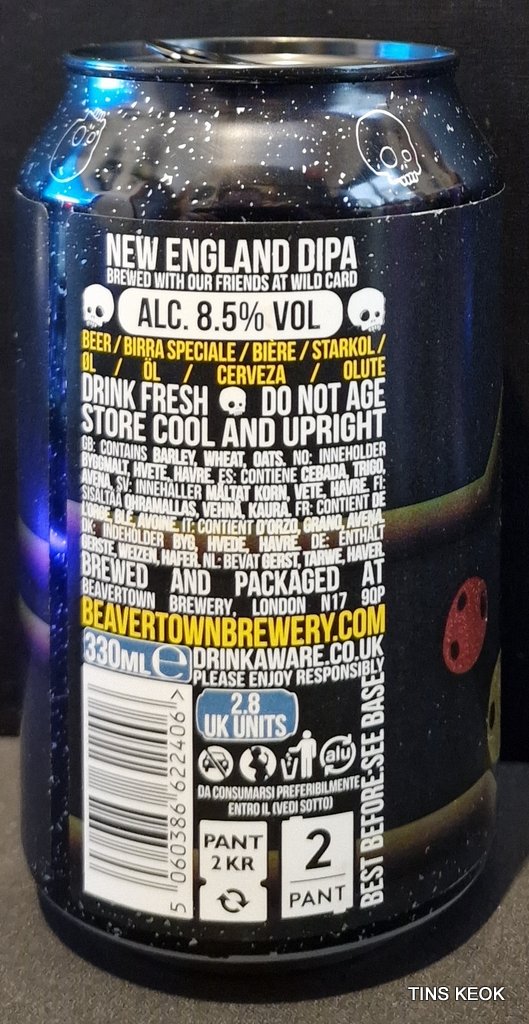 NEW ENGLAND DIPA
BREWED WITH OUR FRIENDS AT WILD CARD
ALC. 8.5% VOL
BEER / BIRRA SPECIALE / BIÈRE / STARKOL /
ØL / ÖL / CERVEZA / OLUTE
DRINK FRESH DO NOT AGE
STORE COOL AND UPRIGHT
GB: CONTAINS BARLEY, WHEAT, OATS. NO: INNEHOLDER
BYGGMALT, HVETE, HAVRE. ES: CONTIENE CEBADA, TRIGO,
AVENA. SV: INNEHÅLLER MALTAT KORN, VETE, HAVRE. FI:
SISÄLTÄÄ OHRAMALLAS, VEHNÄ, KAURA. FR: CONTIENT DE
L'ORGE, BLÉ, AVOINE. IT: CONTIENT D'ORZO, GRANO, AVENA.
DK: INDEHOLDER BYG, HVEDE, HAVRE DE: ENTHÄLT
GERSTE, WEIZEN, HAFER. NL: BEVAT GERST, TARWE, HAVER.
BREWED AND PACKAGED AT
BEAVERTOWN BREWERY, LONDON N17 9QP
BEAVERTOWNBREWERY.COM
330ML e DRINKAWARE.CO.UK
PLEASE ENJOY RESPONSIBLY
2.8
UK UNITS
alu
DA CONSUMARSI PREFERIBILMENTE
ENTRO IL (VEDI SOTTO)
PANT
2 KR
2
PANT
BEST BEFORE: SEE BASE
5 060386 622406 >
TINS KEOK